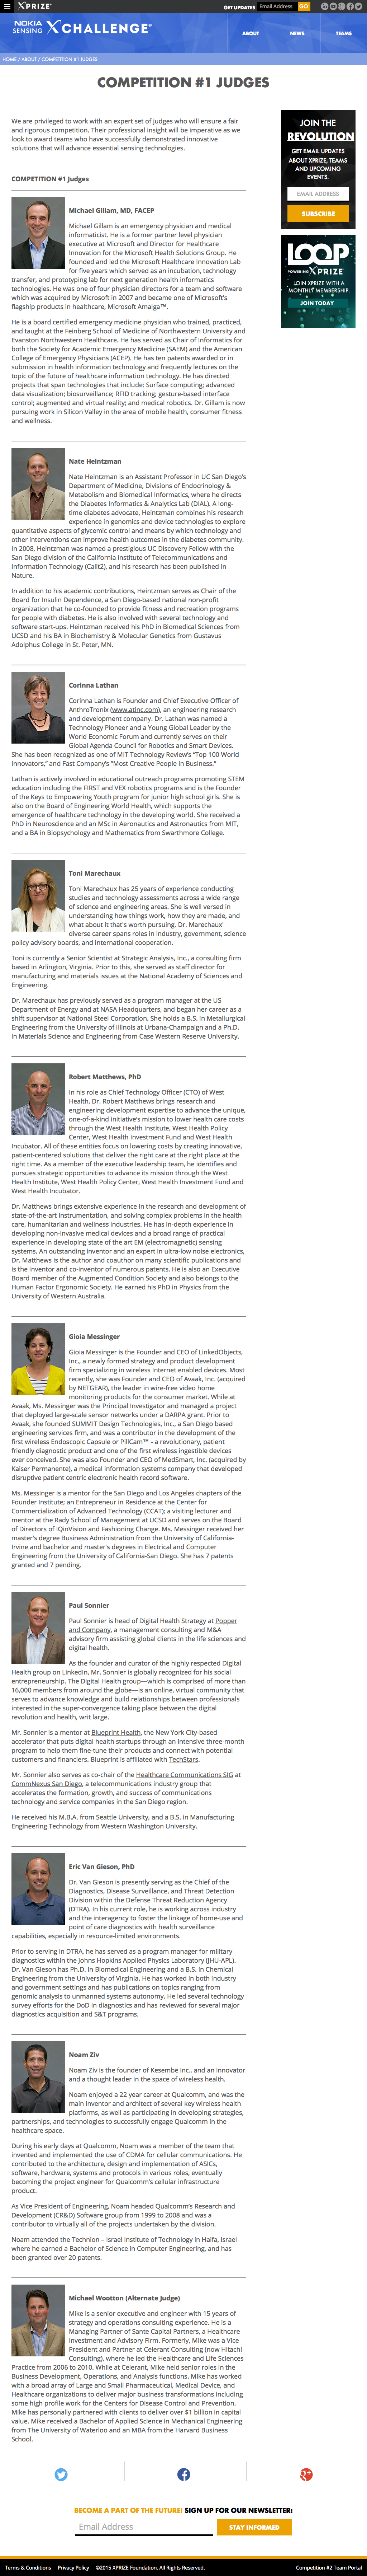 XPRIZE
GET UPDATES
Email Address
GO
NOKIA
SENSING XCHALLENGE
ABOUT
NEWS
TEAMS
HOME / ABOUT / COMPETITION #1 JUDGES
COMPETITION #1 JUDGES
We are privileged to work with an expert set of judges who will ensure a fair
and rigorous competition. Their professional insight will be imperative as we
look to award teams who have successfully demonstrated innovative
solutions that will advance essential sensing technologies.
COMPETITION #1 Judges
Michael Gillam, MD, FACEP
Michael Gillam is an emergency physician and medical
informaticist. He is a former partner level physician
executive at Microsoft and Director for Healthcare
Innovation for the Microsoft Health Solutions Group. He
founded and led the Microsoft Healthcare Innovation Lab
for five years which served as an incubation, technology
transfer, and prototyping lab for next generation health informatics
technologies. He was one of four physician directors for a team and software
which was acquired by Microsoft in 2007 and became one of Microsoft's
flagship products in healthcare, Microsoft Amalga™.
He is a board certified emergency medicine physician who trained, practiced,
and taught at the Feinberg School of Medicine of Northwestern University and
Evanston Northwestern Healthcare. He has served as Chair of Informatics for
both the Society for Academic Emergency Medicine (SAEM) and the American
College of Emergency Physicians (ACEP). He has ten patents awarded or in
submission in health information technology and frequently lectures on the
topic of the future of healthcare information technology. He has directed
projects that span technologies that include: Surface computing; advanced
data visualization; biosurveillance; RFID tracking; gesture-based interface
control; augmented and virtual reality; and medical robotics. Dr. Gillam is now
pursuing work in Silicon Valley in the area of mobile health, consumer fitness
and wellness.
Nate Heintzman
Nate Heintzman is an Assistant Professor in UC San Diego's
Department of Medicine, Divisions of Endocrinology &
Metabolism and Biomedical Informatics, where he directs
the Diabetes Informatics & Analytics Lab (DIAL). A long-
time diabetes advocate, Heintzman combines his research
experience in genomics and device technologies to explore
quantitative aspects of glycemic control and means by which technology and
other interventions can improve health outcomes in the diabetes community.
In 2008, Heintzman was named a prestigious UC Discovery Fellow with the
San Diego division of the California Institute of Telecommunications and
Information Technology (Calit2), and his research has been published in
Nature.
In addition to his academic contributions, Heintzman serves as Chair of the
Board for Insulin Dependence, a San Diego-based national non-profit
organization that he co-founded to provide fitness and recreation programs
for people with diabetes. He is also involved with several technology and
software start-ups. Heintzman received his PhD in Biomedical Sciences from
UCSD and his BA in Biochemistry & Molecular Genetics from Gustavus
Adolphus College in St. Peter, MN.
Corinna Lathan
Corinna Lathan is Founder and Chief Executive Officer of
AnthroTronix (www.atinc.com), an engineering research
and development company. Dr. Lathan was named a
Technology Pioneer and a Young Global Leader by the
World Economic Forum and currently serves on their
Global Agenda Council for Robotics and Smart Devices.
She has been recognized as one of MIT Technology Review's "Top 100 World
Innovators," and Fast Company's "Most Creative People in Business."
Lathan is actively involved in educational outreach programs promoting STEM
education including the FIRST and VEX robotics programs and is the Founder
of the Keys to Empowering Youth program for junior high school girls. She is
also on the Board of Engineering World Health, which supports the
emergence of healthcare technology in the developing world. She received a
PhD in Neuroscience and an MSc in Aeronautics and Astronautics from MIT,
and a BA in Biopsychology and Mathematics from Swarthmore College.
Toni Marechaux
Toni Marechaux has 25 years of experience conducting
studies and technology assessments across a wide range
of science and engineering areas. She is well versed in
understanding how things work, how they are made, and
what about it that's worth pursuing. Dr. Marechaux'
diverse career spans roles in industry, government, science
policy advisory boards, and international cooperation.
Toni is currently a Senior Scientist at Strategic Analysis, Inc., a consulting firm
based in Arlington, Virginia. Prior to this, she served as staff director for
manufacturing and materials issues at the National Academy of Sciences and
Engineering.
Dr. Marechaux has previously served as a program manager at the US
Department of Energy and at NASA Headquarters, and began her career as a
shift supervisor at National Steel Corporation. She holds a B.S. in Metallurgical
Engineering from the University of Illinois at Urbana-Champaign and a Ph.D.
in Materials Science and Engineering from Case Western Reserve University.
Robert Matthews, PhD
In his role as Chief Technology Officer (CTO) of West
Health, Dr. Robert Matthews brings research and
engineering development expertise to advance the unique,
one-of-a-kind initiative's mission to lower health care costs
through the West Health Institute, West Health Policy
Center, West Health Investment Fund and West Health
Incubator. All of these entities focus on lowering costs by creating innovative,
patient-centered solutions that deliver the right care at the right place at the
right time. As a member of the executive leadership team, he identifies and
pursues strategic opportunities to advance its mission through the West
Health Institute, West Health Policy Center, West Health Investment Fund and
West Health Incubator.
Dr. Matthews brings extensive experience in the research and development of
state-of-the-art instrumentation, and solving complex problems in the health
care, humanitarian and wellness industries. He has in-depth experience in
developing non-invasive medical devices and a broad range of practical
experience in developing state of the art EM (electromagnetic) sensing
systems. An outstanding inventor and an expert in ultra-low noise electronics,
Dr. Matthews is the author and coauthor on many scientific publications and
is the inventor and co-inventor of numerous patents. He is also an Executive
Board member of the Augmented Condition Society and also belongs to the
Human Factor Ergonomic Society. He earned his PhD in Physics from the
University of Western Australia.
Gioia Messinger
Gioia Messinger is the Founder and CEO of LinkedObjects,
Inc., a newly formed strategy and product development
firm specializing in wireless Internet enabled devices. Most
recently, she was Founder and CEO of Avaak, Inc. (acquired
by NETGEAR), the leader in wire-free video home
monitoring products for the consumer market. While at
Avaak, Ms. Messinger was the Principal Investigator and managed a project
that deployed large-scale sensor networks under a DARPA grant. Prior to
Avaak, she founded SUMMIT Design Technologies, Inc., a San Diego based
engineering services firm, and was a contributor in the development of the
first wireless Endoscopic Capsule or PillCam™ - a revolutionary, patient
friendly diagnostic product and one of the first wireless ingestible devices
ever conceived. She was also Founder and CEO of MedSmart, Inc. (acquired by
Kaiser Permanente), a medical information systems company that developed
disruptive patient centric electronic health record software.
Ms. Messinger is a mentor for the San Diego and Los Angeles chapters of the
Founder Institute; an Entrepreneur in Residence at the Center for
Commercialization of Advanced Technology (CCAT); a visiting lecturer and
mentor at the Rady School of Management at UCSD and serves on the Board
of Directors of IQinVision and Fashioning Change. Ms. Messinger received her
master's degree Business Administration from the University of California-
Irvine and bachelor and master's degrees in Electrical and Computer
Engineering from the University of California-San Diego. She has 7 patents
granted and 7 pending.
Paul Sonnier
Paul Sonnier is head of Digital Health Strategy at Popper
and Company, a management consulting and M&A
advisory firm assisting global clients in the life sciences and
digital health.
As the founder and curator of the highly respected Digital
Health group on LinkedIn, Mr. Sonnier is globally recognized for his social
entrepreneurship. The Digital Health group—which is comprised of more than
16,000 members from around the globe—is an online, virtual community that
serves to advance knowledge and build relationships between professionals
interested in the super-convergence taking place between the digital
revolution and health, writ large.
Mr. Sonnier is a mentor at Blueprint Health, the New York City-based
accelerator that puts digital health startups through an intensive three-month
program to help them fine-tune their products and connect with potential
customers and financiers. Blueprint is affiliated with TechStars.
Mr. Sonnier also serves as co-chair of the Healthcare Communications SIG at
CommNexus San Diego, a telecommunications industry group that
accelerates the formation, growth, and success of communications
technology and service companies in the San Diego region.
He received his M.B.A. from Seattle University, and a B.S. in Manufacturing
Engineering Technology from Western Washington University.
Eric Van Gieson, PhD
Dr. Van Gieson is presently serving as the Chief of the
Diagnostics, Disease Surveillance, and Threat Detection
Division within the Defense Threat Reduction Agency
(DTRA). In his current role, he is working across industry
and the interagency to foster the linkage of home-use and
point of care diagnostics with health surveillance
capabilities, especially in resource-limited environments.
Prior to serving in DTRA, he has served as a program manager for military
diagnostics within the Johns Hopkins Applied Physics Laboratory (JHU-APL).
Dr. Van Gieson has Ph.D. in Biomedical Engineering and a B.S. in Chemical
Engineering from the University of Virginia. He has worked in both industry
and government settings and has publications on topics ranging from
genomic analysis to unmanned systems autonomy. He led several technology
survey efforts for the DoD in diagnostics and has reviewed for several major
diagnostics acquisition and S&T programs.
Noam Ziv
Noam Ziv is the founder of Kesembe Inc., and an innovator
and a thought leader in the space of wireless health.
Noam enjoyed a 22 year career at Qualcomm, and was the
main inventor and architect of several key wireless health
platforms, as well as participating in developing strategies,
partnerships, and technologies to successfully engage Qualcomm in the
healthcare space.
During his early days at Qualcomm, Noam was a member of the team that
invented and implemented the use of CDMA for cellular communications. He
contributed to the architecture, design and implementation of ASICs,
software, hardware, systems and protocols in various roles, eventually
becoming the project engineer for Qualcomm's cellular infrastructure
product.
As Vice President of Engineering, Noam headed Qualcomm's Research and
Development (CR&D) Software group from 1999 to 2008 and was a
contributor to virtually all of the projects undertaken by the division.
Noam attended the Technion – Israel Institute of Technology in Haifa, Israel
where he earned a Bachelor of Science in Computer Engineering, and has
been granted over 20 patents.
Michael Wootton (Alternate Judge)
Mike is a senior executive and engineer with 15 years of
strategy and operations consulting experience. He is a
Managing Partner of Sante Capital Partners, a Healthcare
Investment and Advisory Firm. Formerly, Mike was a Vice
President and Partner at Celerant Consulting (now Hitachi
Consulting), where he led the Healthcare and Life Sciences
Practice from 2006 to 2010. While at Celerant, Mike held senior roles in the
Business Development, Operations, and Analysis functions. Mike has worked
with a broad array of Large and Small Pharmaceutical, Medical Device, and
Healthcare organizations to deliver major business transformations including
some high profile work for the Centers for Disease Control and Prevention.
Mike has personally partnered with clients to deliver over $1 billion in capital
value. Mike received a Bachelor of Applied Science in Mechanical Engineering
from The University of Waterloo and an MBA from the Harvard Business
School.
JOIN THE
REVOLUTION
GET EMAIL UPDATES
ABOUT XPRIZE, TEAMS
AND UPCOMING
EVENTS.
EMAIL ADDRESS
SUBSCRIBE
LOOP
POWERING XPRIZE
JOIN XPRIZE WITH A
MONTHLY MEMBERSHIP.
JOIN TODAY
BECOME A PART OF THE FUTURE! SIGN UP FOR OUR NEWSLETTER:
Email Address
STAY INFORMED
Terms & Conditions | Privacy Policy | ©2015 XPRIZE Foundation. All Rights Reserved.
Competition #2 Team Portal